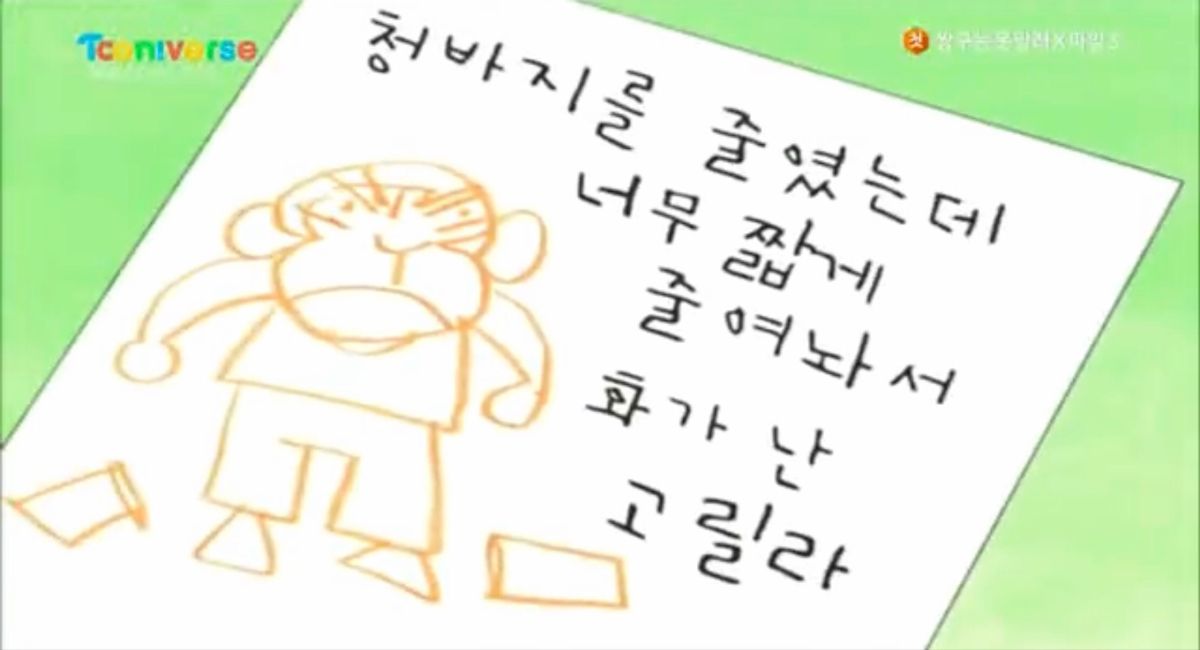 Tooniverse
첫 짱구는 못말려 X파일 3
청바지를 줄였는데
너무 짧게
줄여놔서
화가 난
고릴라